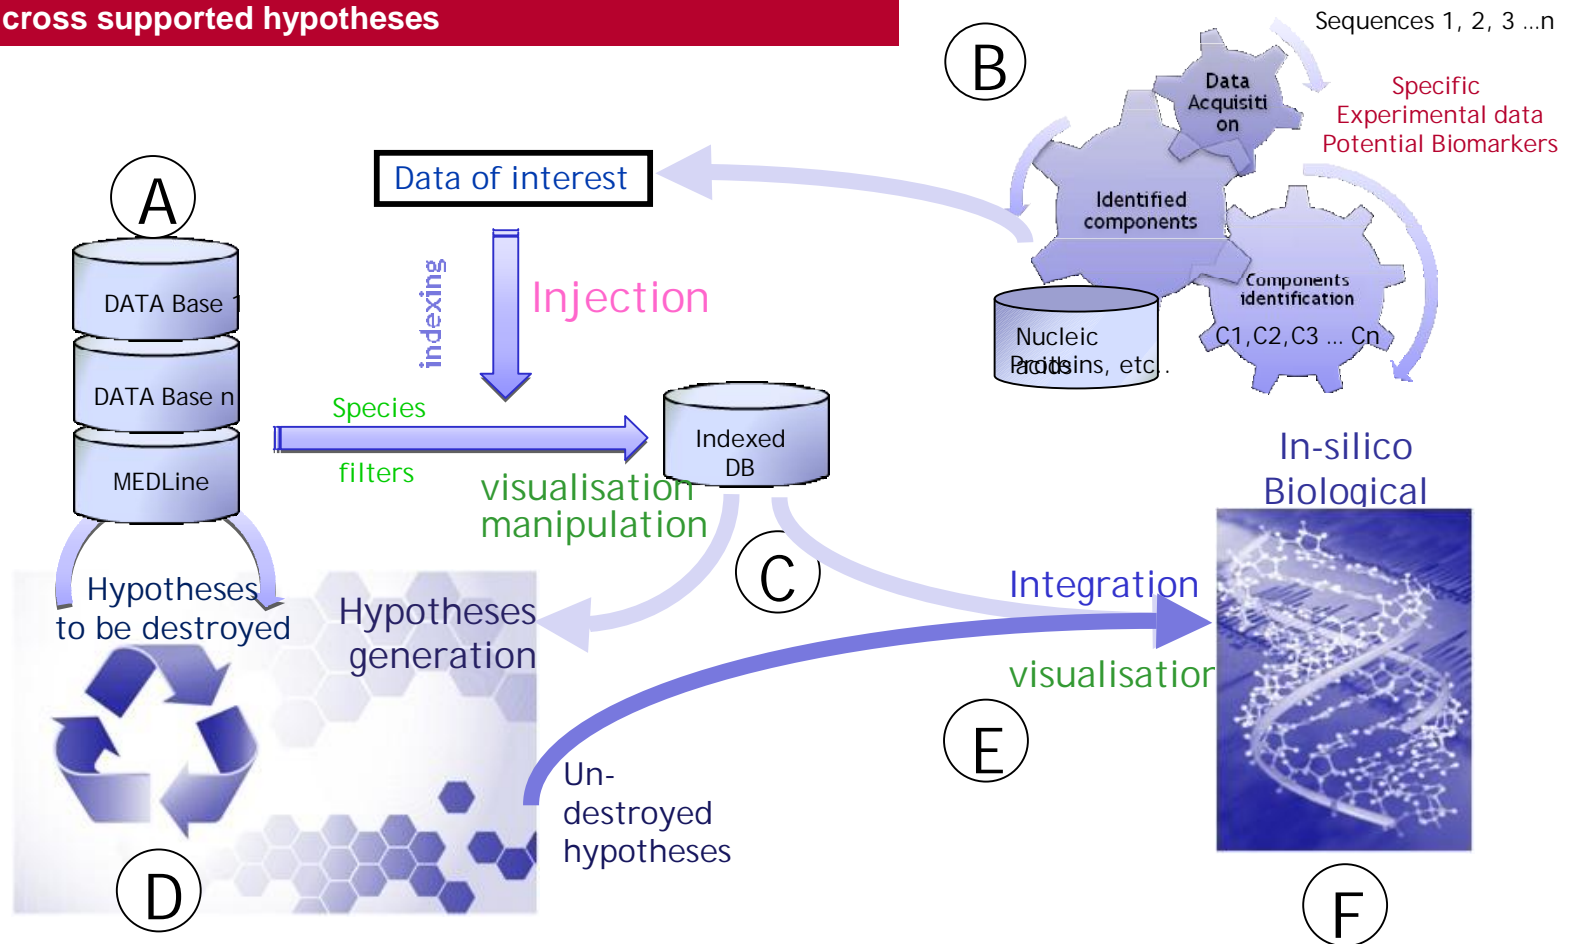 cross supported hypotheses
Sequences 1, 2, 3 ...n
B
Data
Acquisiti
on
Specific
Experimental data
Potential Biomarkers
Data of interest
A
Identified
components
indexing
Injection
DATA Base 1
Components
identification
C1,C2,C3 ... Cn
Nucleic
acids
Proteins, etc..
DATA Base n
Species
filters
Indexed
DB
MEDLine
visualisation
manipulation
In-silico
Biological
C
Hypotheses
to be destroyed
Hypotheses
generation
Integration
visualisation
E
Un-
destroyed
hypotheses
D
F